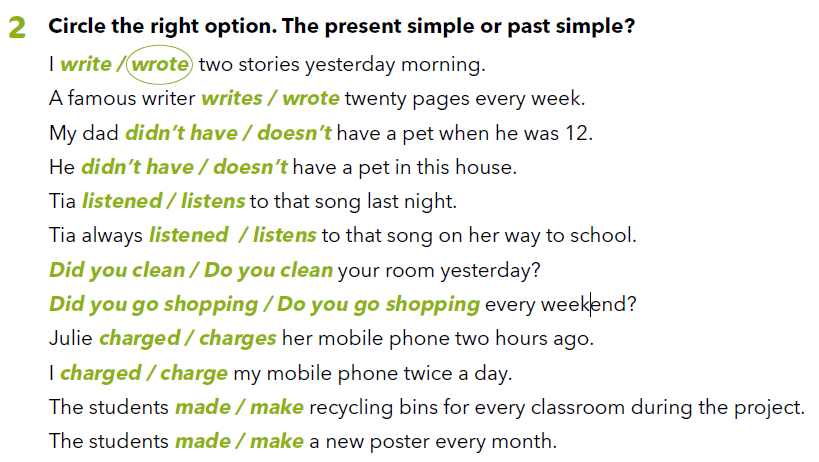 2 Circle the right option. The present simple or past simple?
I write / wrote two stories yesterday morning.
A famous writer writes / wrote twenty pages every week.
My dad didn’t have / doesn’t have a pet when he was 12.
He didn’t have / doesn’t have a pet in this house.
Tia listened / listens to that song last night.
Tia always listened / listens to that song on her way to school.
Did you clean / Do you clean your room yesterday?
Did you go shopping / Do you go shopping every weekend?
Julie charged / charges her mobile phone two hours ago.
I charged / charge my mobile phone twice a day.
The students made / make recycling bins for every classroom during the project.
The students made / make a new poster every month.